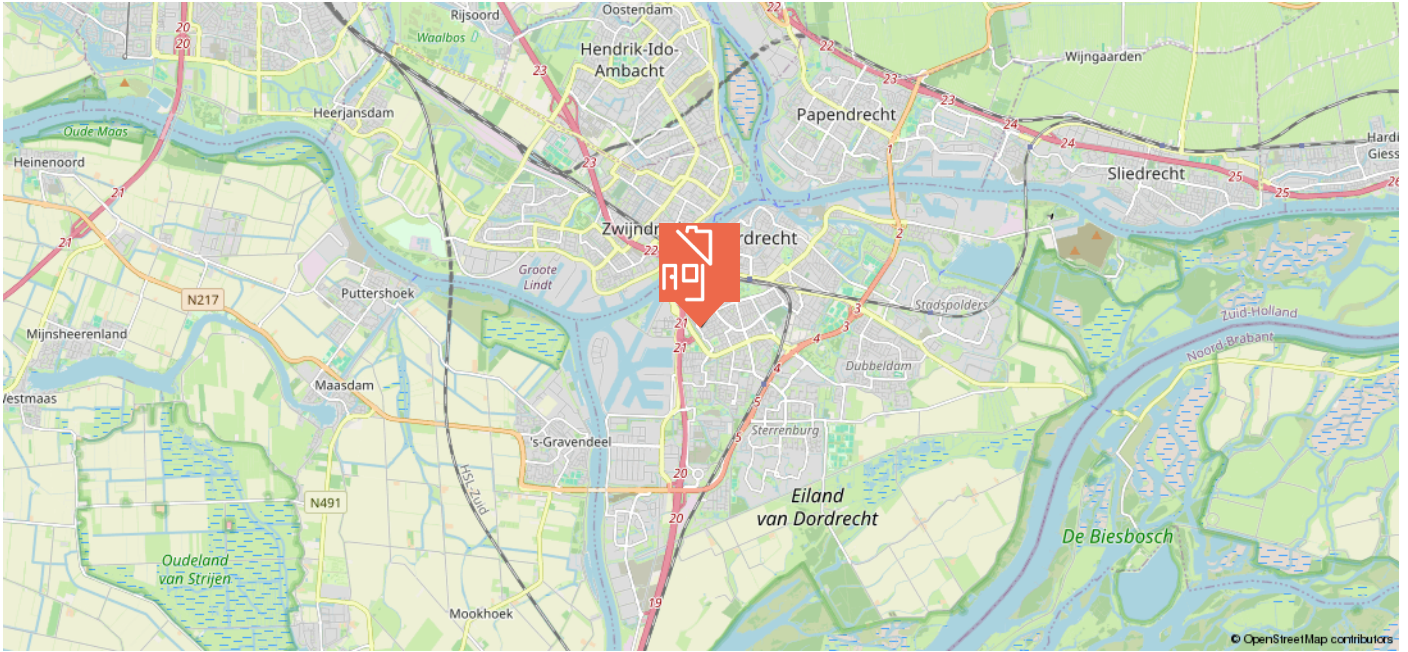 Rijsoord
Oostendam
22
20
20
Waalbos
Hendrik-Ido-
Ambacht
22
23
Wijngaarden
23
23
Heerjansdam
Papendrecht
24
Oude Maas
1
24
Heinenoord
23
Sliedrecht
25
25
21
21
Zwijndr
rdrecht
2
22
Groote
Lindt
N217
Puttershoek
Stadspolders
3
3
Zuid-Holland
Noord-Brabant
Mijnsheerenland
21
21
4
4
Dubbeldam
Maasdam
5
Sterrenburg
's-Gravendeel
5
HSL-Zuid
20
N491
20
Eiland
van Dordrecht
De Biesbosch
Oudeland
van Strijen
Mookhoek
19
© OpenStreetMap contributors